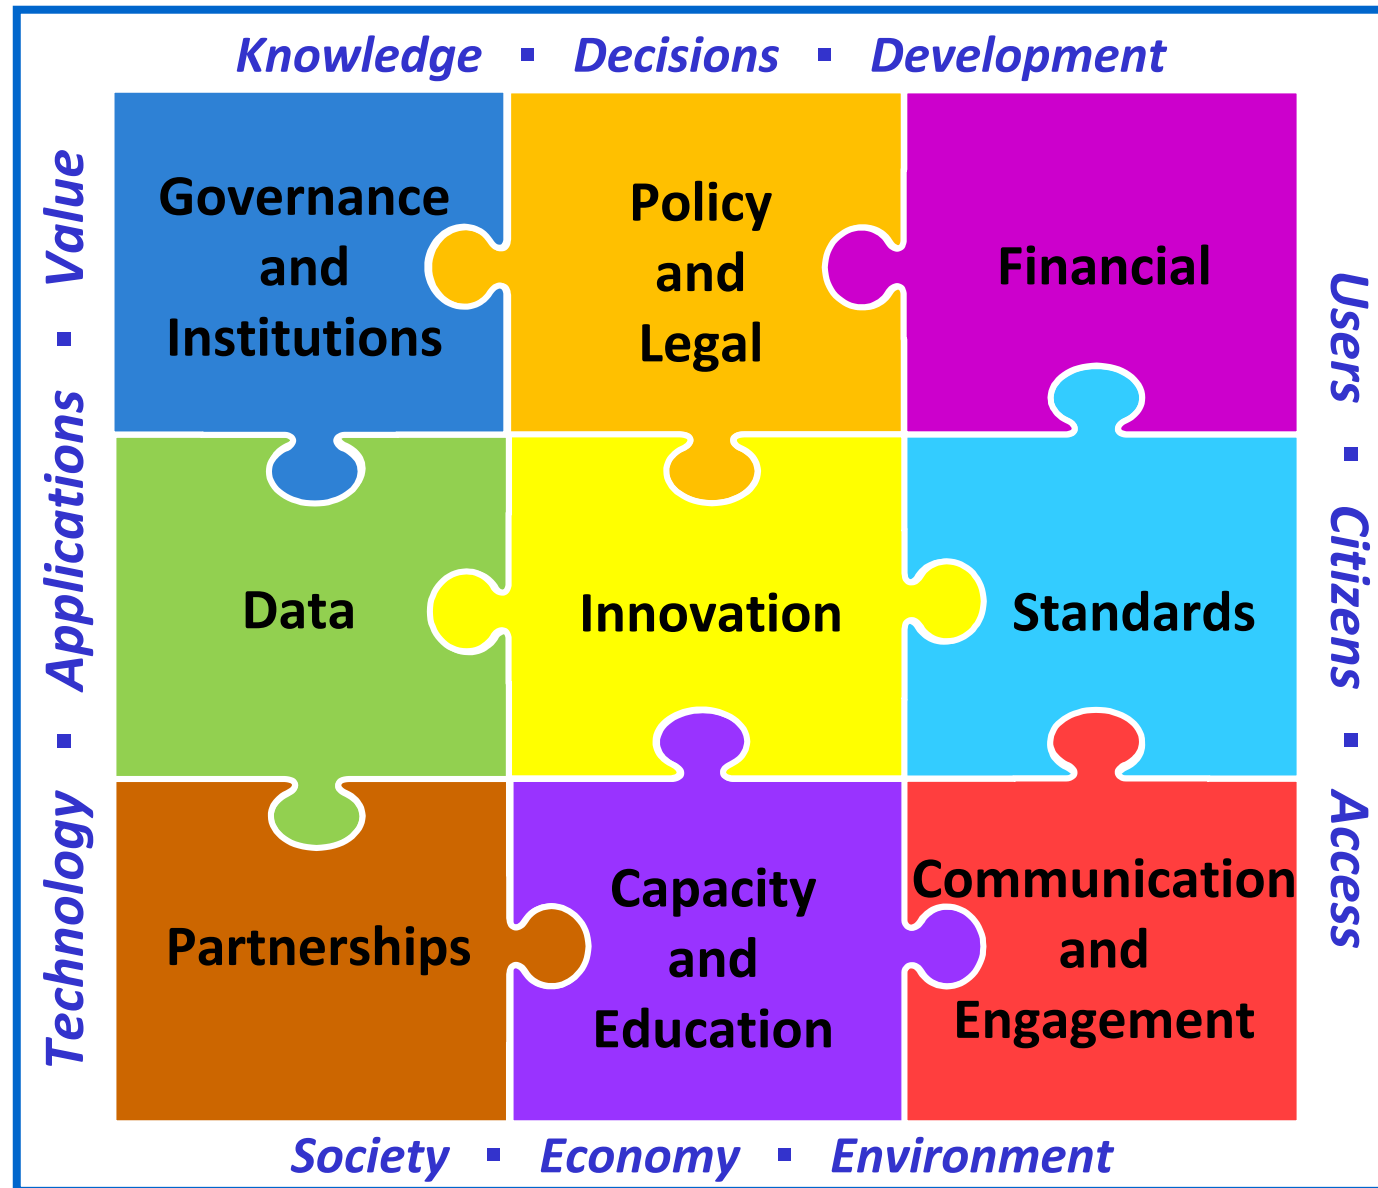 Knowledge ▪ Decisions ▪ Development
Technology ▪ Applications ▪ Value
Governance
and
Institutions
Policy
and
Legal
Financial
Data
Innovation
Standards
Partnerships
Capacity
and
Education
Communication
and
Engagement
Users ▪ Citizens ▪ Access
Society ▪ Economy ▪ Environment